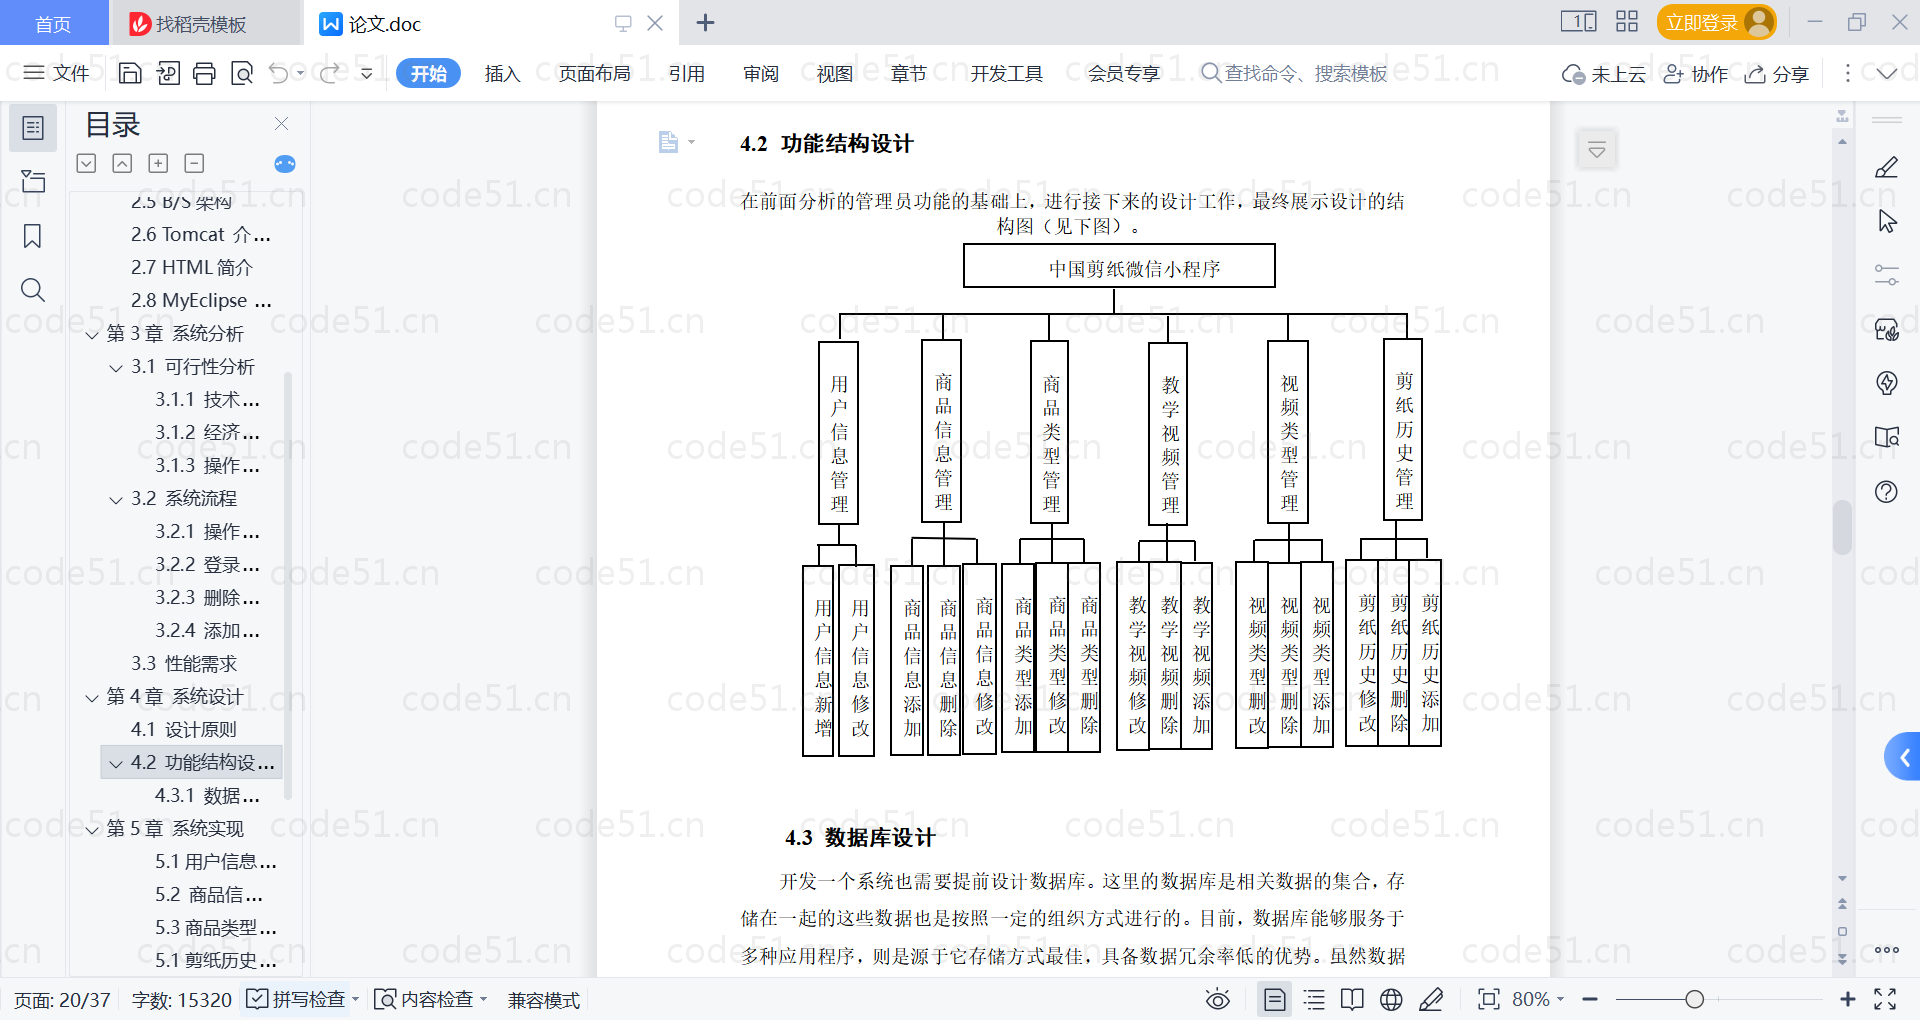 首页
找稻壳模板
论文.doc
立即登录
文件
开始
插入
页面布局
引用
审阅
视图
章节
开发工具
会员专享
查找命令、搜索模板
未上云
协作
分享
目录
2.5 B/S 架构
2.6 Tomcat 介...
2.7 HTML简介
2.8 MyEclipse ...
第 3 章 系统分析
3.1 可行性分析
3.1.1 技术...
3.1.2 经济...
3.1.3 操作...
3.2 系统流程
3.2.1 操作...
3.2.2 登录...
3.2.3 删除...
3.2.4 添加...
3.3 性能需求
第 4 章 系统设计
4.1 设计原则
4.2 功能结构设...
4.3.1 数据...
第 5 章 系统实现
5.1 用户信息...
5.2 商品信...
5.3 商品类型...
5.1 剪纸历史...
4.2 功能结构设计
在前面分析的管理员功能的基础上，进行接下来的设计工作，最终展示设计的结
构图（见下图）。
中国剪纸微信小程序
用户信息管理
商品信息管理
商品类型管理
教学视频管理
视频类型管理
剪纸历史管理
用户信息新增
用户信息修改
商品信息添加
商品信息删除
商品信息修改
商品类型添加
商品类型修改
商品类型删除
教学视频修改
教学视频删除
教学视频添加
视频类型删改
视频类型删除
视频类型添加
剪纸历史修改
剪纸历史删除
剪纸历史添加
4.3 数据库设计
开发一个系统也需要提前设计数据库。这里的数据库是相关数据的集合，存
储在一起的这些数据也是按照一定的组织方式进行的。目前，数据库能够服务于
多种应用程序，则是源于它存储方式最佳，具备数据冗余率低的优势。虽然数据
页面: 20/37
字数: 15320
拼写检查
内容检查
兼容模式
80%
code51.cn